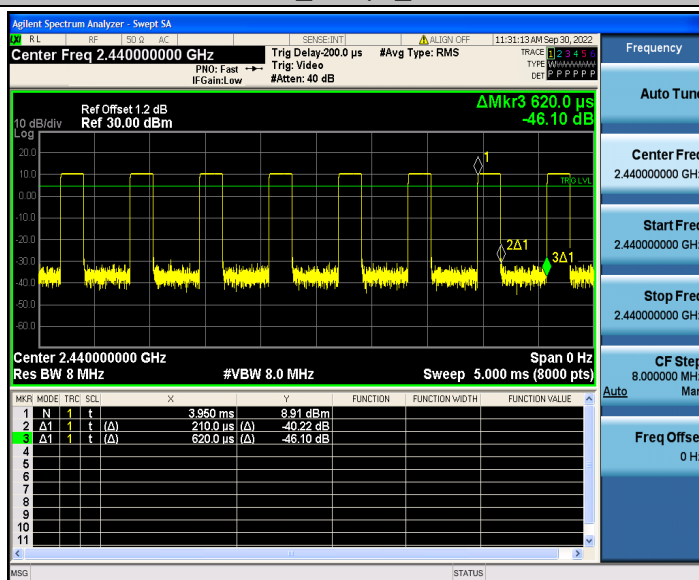 Agilent Spectrum Analyzer - Swept SA
RL RF 50 Ω AC SENSE:INT ALIGN OFF 11:31:13 AM Sep 30, 2022
Center Freq 2.440000000 GHz
PNO: Fast
IFGain:Low
Trig Delay-200.0 µs
Trig: Video
#Atten: 40 dB
#Avg Type: RMS
TRACE 1 2 3 4 5 6
TYPE W
DET P P P P P P
Ref Offset 1.2 dB
10 dB/div Ref 30.00 dBm
Log
ΔMkr3 620.0 µs
-46.10 dB
20.0
10.0
0.00
-10.0
-20.0
-30.0
-40.0
-50.0
-60.0
1
TRIG LVL
2Δ1
3Δ1
Center 2.440000000 GHz Span 0 Hz
Res BW 8 MHz #VBW 8.0 MHz Sweep 5.000 ms (8000 pts)
MKR MODE TRC SCL X Y FUNCTION FUNCTION WIDTH FUNCTION VALUE
1 N 1 t 3.950 ms 8.91 dBm
2 Δ1 1 t (Δ) 210.0 µs (Δ) -40.22 dB
3 Δ1 1 t (Δ) 620.0 µs (Δ) -46.10 dB
4
5
6
7
8
9
10
11
MSG STATUS
Frequency
Auto Tune
Center Freq
2.440000000 GH
Start Freq
2.440000000 GH
Stop Freq
2.440000000 GH
CF Step
8.000000 MH
Auto Ma
Freq Offse
0 H